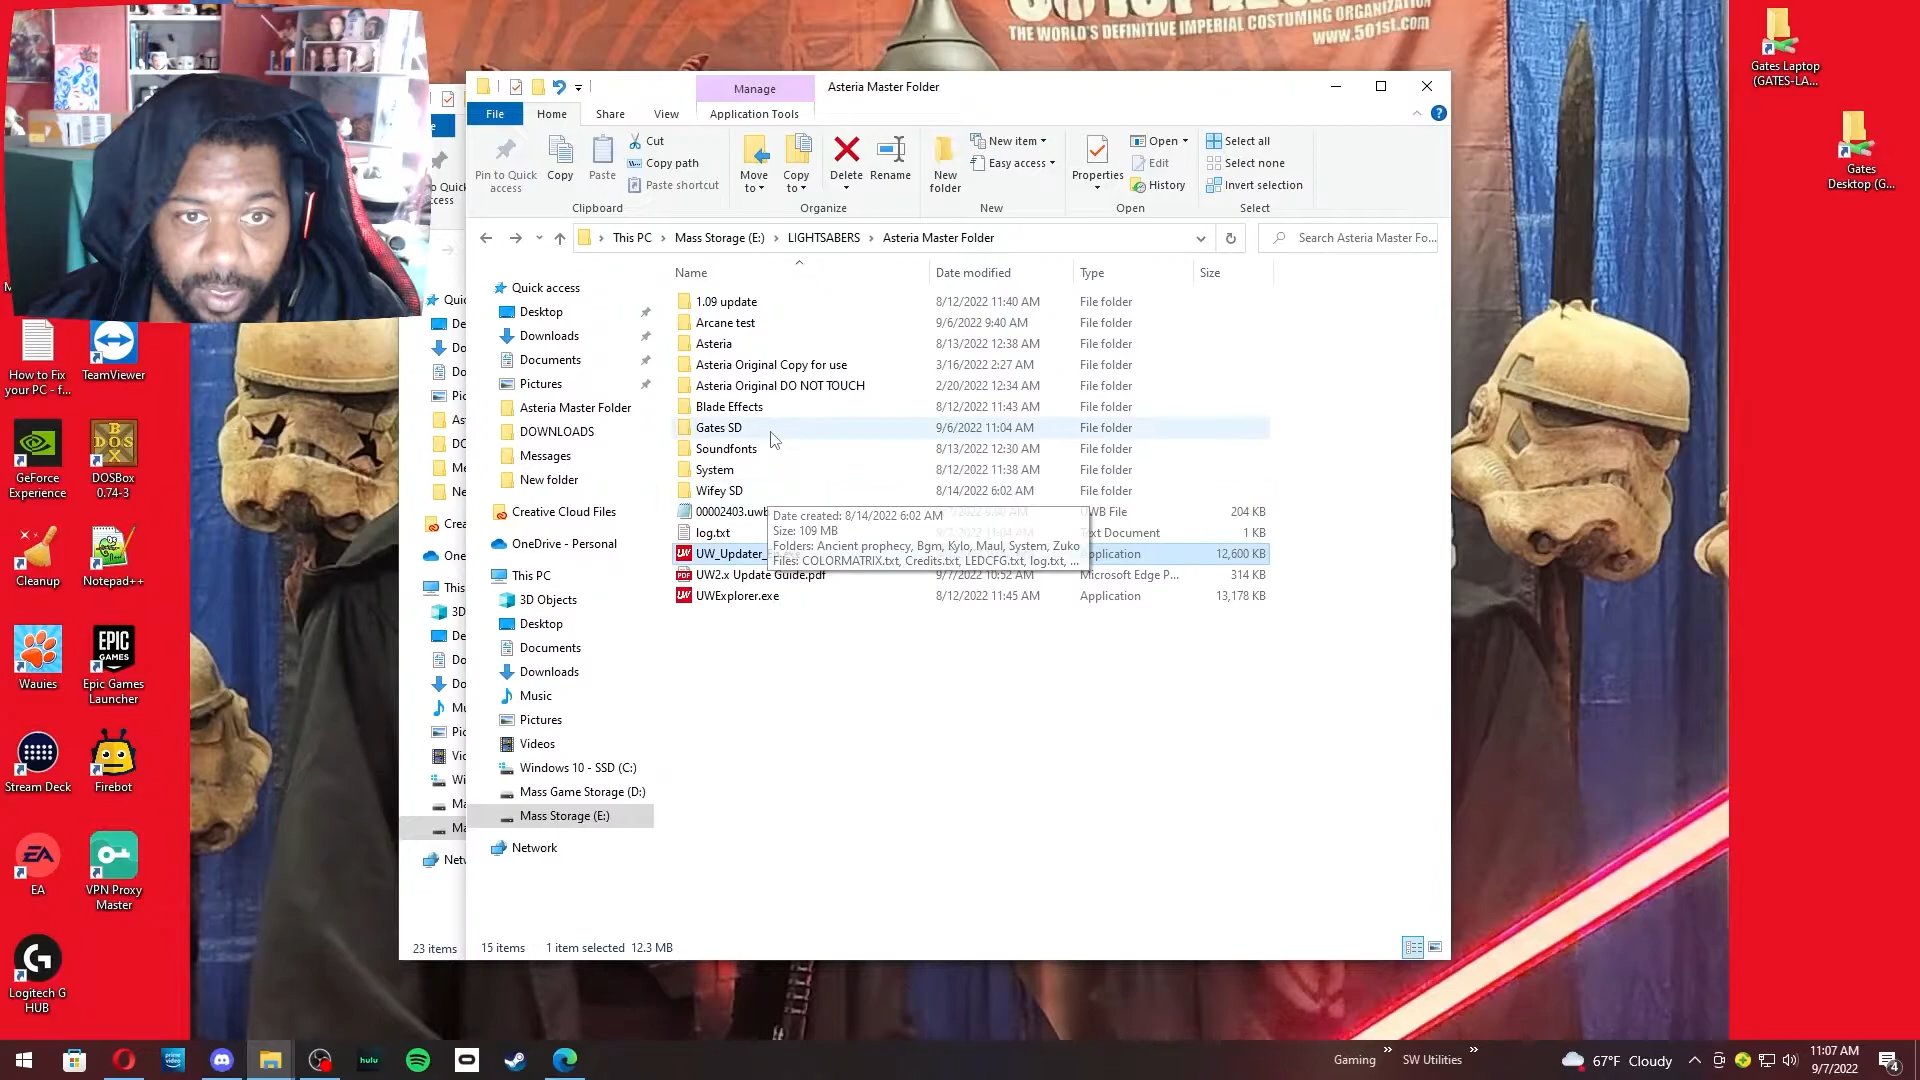 THE WORLD'S DEFINITIVE IMPERIAL COSTUMING ORGANIZATION
www.501st.com
Gates Laptop
(GATES-LA...
Gates
Desktop (G...
How to Fix
your PC - f...
TeamViewer
GeForce
Experience
DOSBox
0.74-3
Cleanup
Notepad++
Wauies
Epic Games
Launcher
Stream Deck
Firebot
EA
VPN Proxy
Master
Logitech G
HUB
23 items
Manage
Asteria Master Folder
File
Home
Share
View
Application Tools
Pin to Quick
access
Copy
Paste
Cut
Copy path
Paste shortcut
Clipboard
Move
to
Copy
to
Delete
Rename
Organize
New
folder
New item
Easy access
New
Properties
Open
Edit
History
Open
Select all
Select none
Invert selection
Select
This PC > Mass Storage (E:) > LIGHTSABERS > Asteria Master Folder
Search Asteria Master Fo...
Quick access
Desktop
Downloads
Documents
Pictures
Asteria Master Folder
DOWNLOADS
Messages
New folder
Creative Cloud Files
OneDrive - Personal
This PC
3D Objects
Desktop
Documents
Downloads
Music
Pictures
Videos
Windows 10 - SSD (C:)
Mass Game Storage (D:)
Mass Storage (E:)
Network
Name Date modified Type Size
1.09 update 8/12/2022 11:40 AM File folder
Arcane test 9/6/2022 9:40 AM File folder
Asteria 8/13/2022 12:38 AM File folder
Asteria Original Copy for use 3/16/2022 2:27 AM File folder
Asteria Original DO NOT TOUCH 2/20/2022 12:34 AM File folder
Blade Effects 8/12/2022 11:43 AM File folder
Gates SD 9/6/2022 11:04 AM File folder
Soundfonts 8/13/2022 12:30 AM File folder
System 8/12/2022 11:38 AM File folder
Wifey SD 8/14/2022 6:02 AM File folder
00002403.uwb UWB File 204 KB
log.txt Text Document 1 KB
UW_Updater_ Application 12,600 KB
UW2.x Update Guide.pdf 9/7/2022 10:52 AM Microsoft Edge P... 314 KB
UWExplorer.exe 8/12/2022 11:45 AM Application 13,178 KB
Date created: 8/14/2022 6:02 AM
Size: 109 MB
Folders: Ancient prophecy, Bgm, Kylo, Maul, System, Zuko
Files: COLORMATRIX.txt, Credits.txt, LEDCFG.txt, log.txt, ...
15 items 1 item selected 12.3 MB
prime video
hulu
Gaming
SW Utilities
67°F Cloudy
11:07 AM
9/7/2022
4